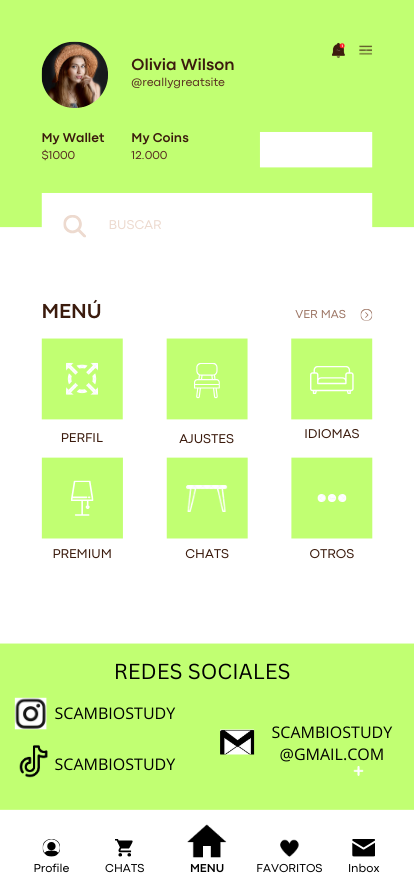 Olivia Wilson
@reallygreatsite
My Wallet
$1000
My Coins
12.000
BUSCAR
MENÚ
VER MAS
PERFIL
AJUSTES
IDIOMAS
PREMIUM
CHATS
OTROS
REDES SOCIALES
SCAMBIOSTUDY
SCAMBIOSTUDY
SCAMBIOSTUDY
@GMAIL.COM
Profile
CHATS
MENU
FAVORITOS
Inbox